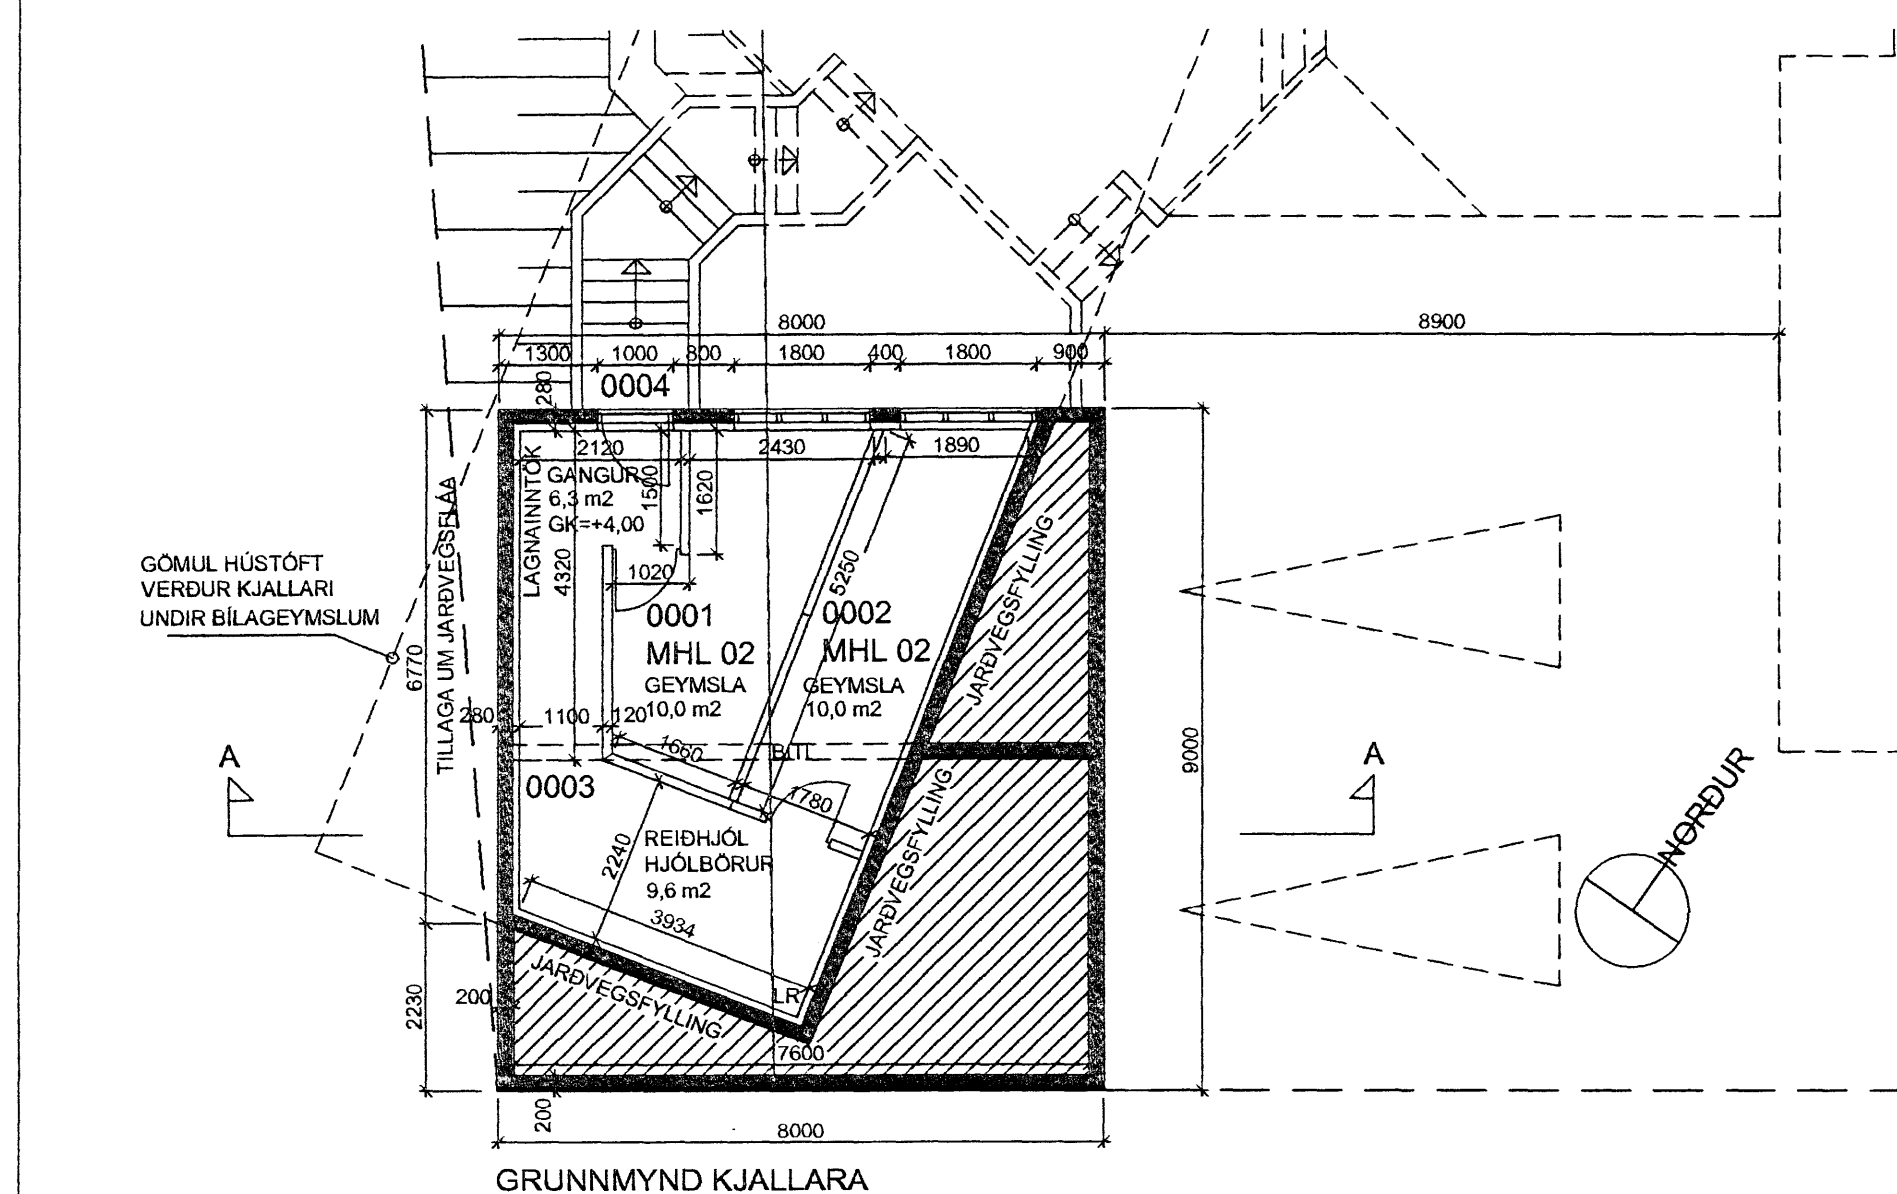 8000
8900
1300 1000 800 1800 400 1800 900
280
0004
2120
2430
1890
LAGNAINNTÖK
GANGUR
6,3 m2
GK=+4,00
1500
1620
4320
1020
5250
JARÐVEGSFYLLING
TILLAGA UM JARÐVEGSFLÁA
GÖMUL HÚSTÓFT
VERÐUR KJALLARI
UNDIR BÍLAGEYMSLUM
6770
0001
MHL 02
GEYMSLA
10,0 m2
0002
MHL 02
GEYMSLA
10,0 m2
280
1100
120
1660
BITI
9000
A
A
NORÐUR
0003
1780
REIÐHJÓL
HJÓLBÖRUR
9,6 m2
2240
3934
JARÐVEGSFYLLING
JARÐVEGSFYLLING
LR
2230
200
7600
200
8000
GRUNNMYND KJALLARA